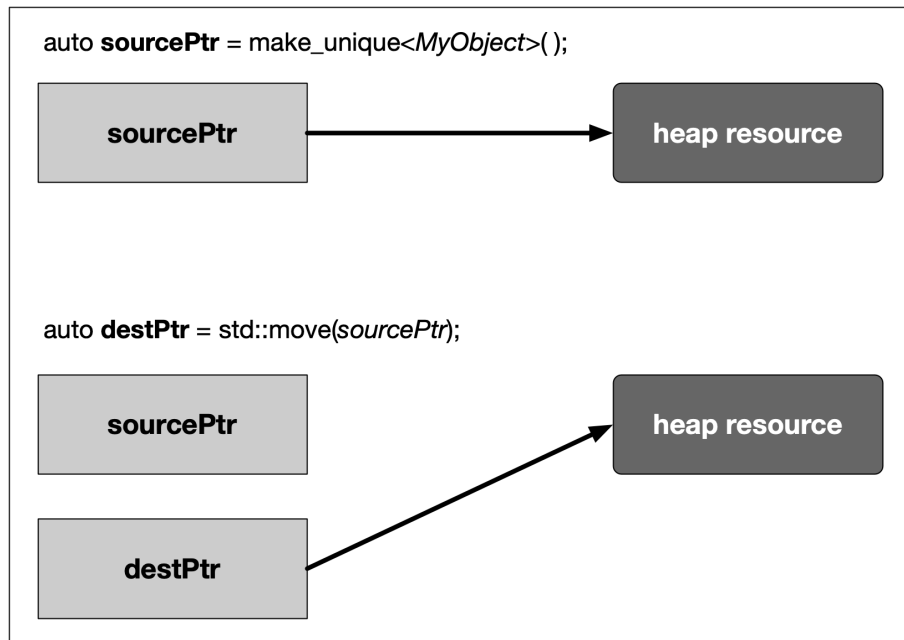 auto sourcePtr = make_unique<MyObject>( );
sourcePtr
heap resource
auto destPtr = std::move(sourcePtr);
sourcePtr
heap resource
destPtr